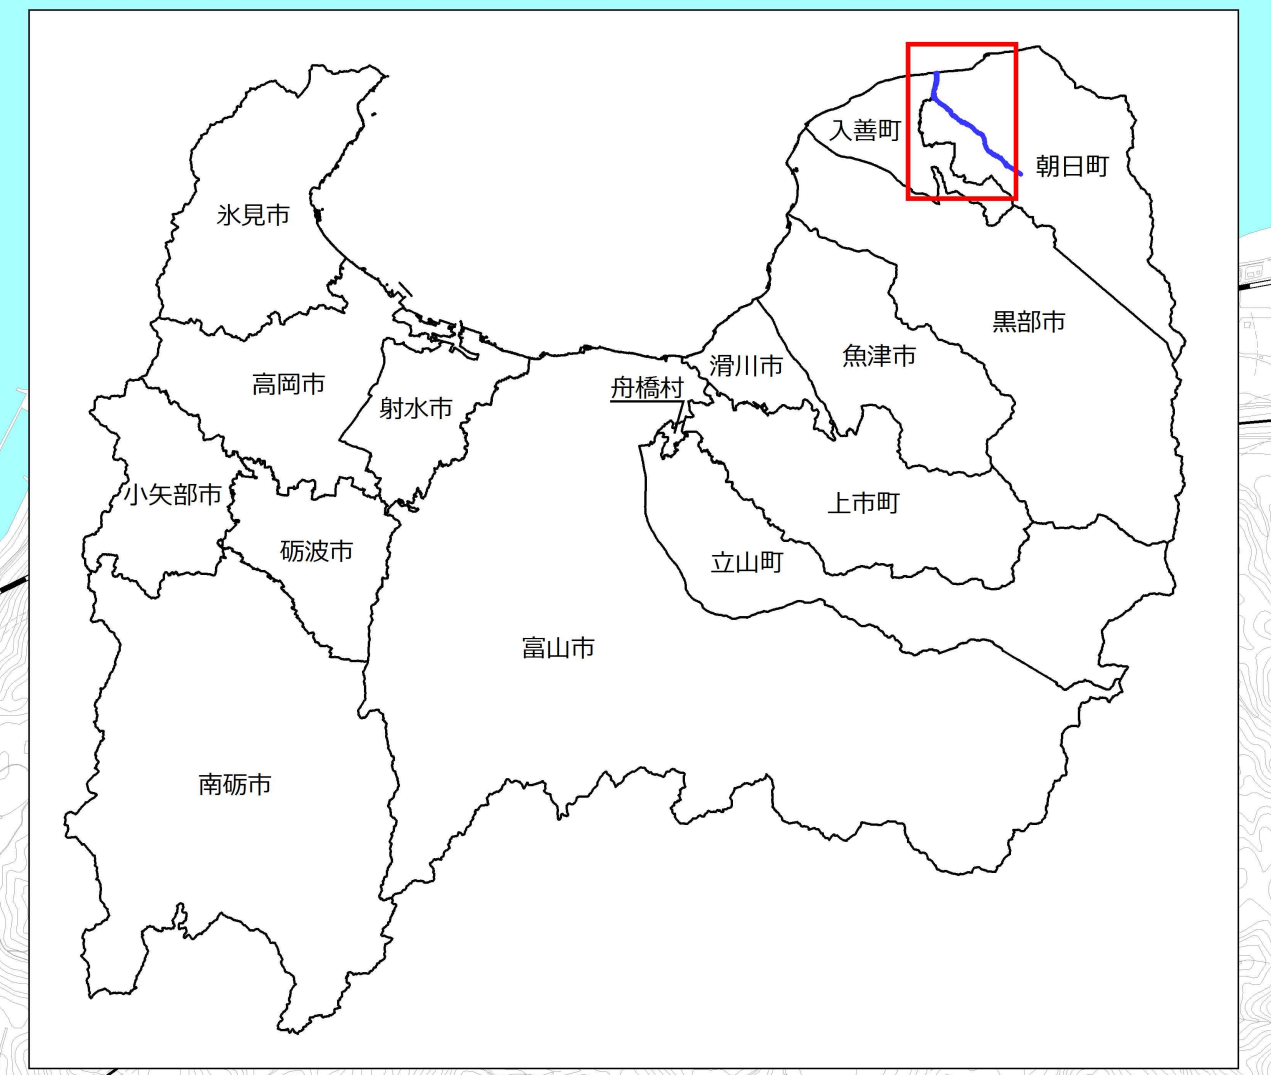 入善町
朝日町
氷見市
黒部市
魚津市
滑川市
舟橋村
高岡市
射水市
小矢部市
上市町
砺波市
立山町
富山市
南砺市